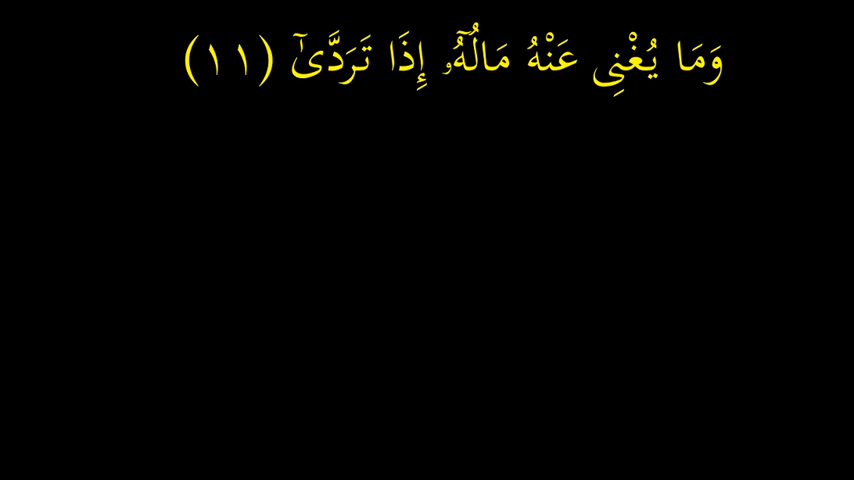 وَمَا يُغْنِى عَنْهُ مَالُهُۥٓ إِذَا تَرَدَّىٰٓ (١١)